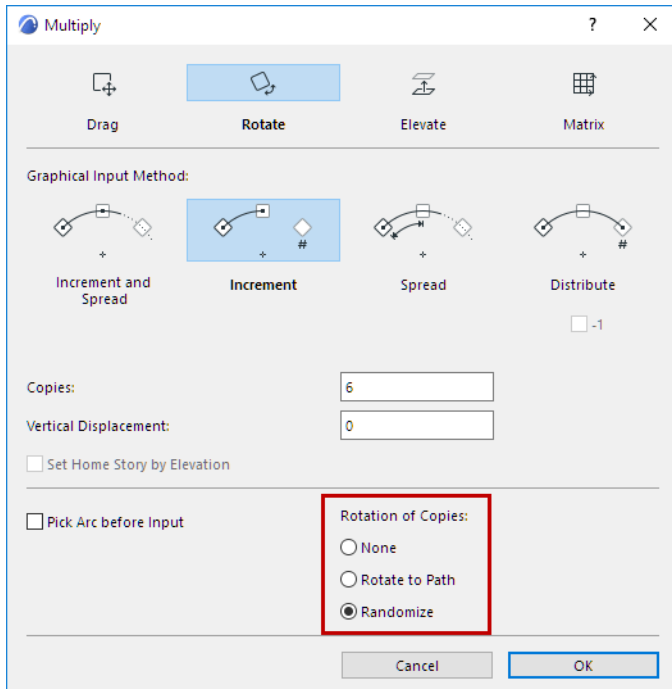 Multiply ? ×
Drag Rotate Elevate Matrix
Graphical Input Method:
# #
Increment and Spread Increment Spread Distribute
-1
Copies: 6
Vertical Displacement: 0
Set Home Story by Elevation
Pick Arc before Input
Rotation of Copies:
None
Rotate to Path
Randomize
Cancel OK